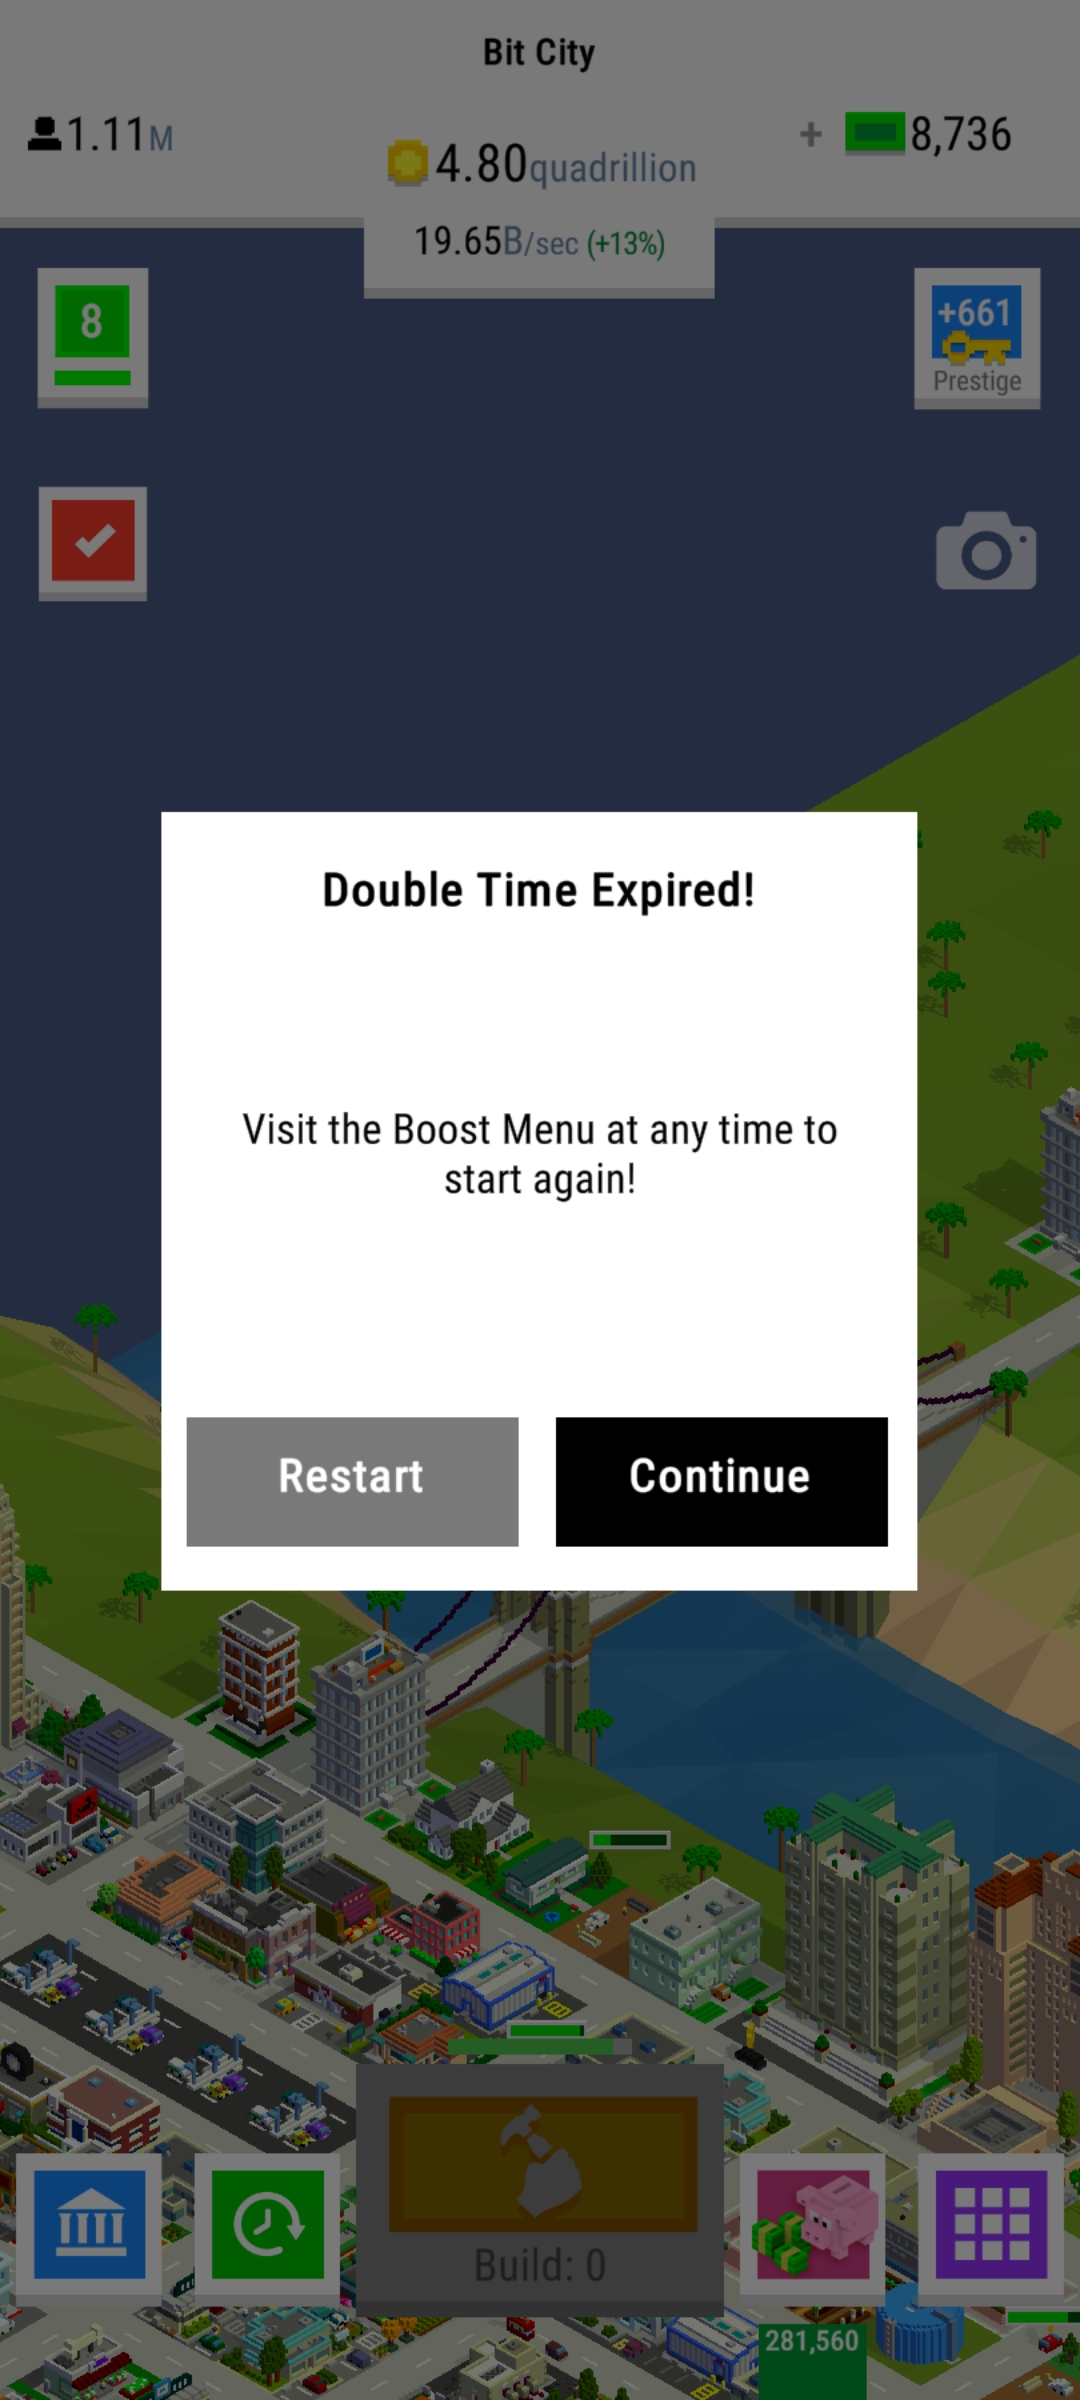 Bit City
1.11M
4.80quadrillion
+ 8,736
19.65B/sec (+13%)
8
+661
Prestige
Double Time Expired!
Visit the Boost Menu at any time to
start again!
Restart
Continue
Build: 0
281,560